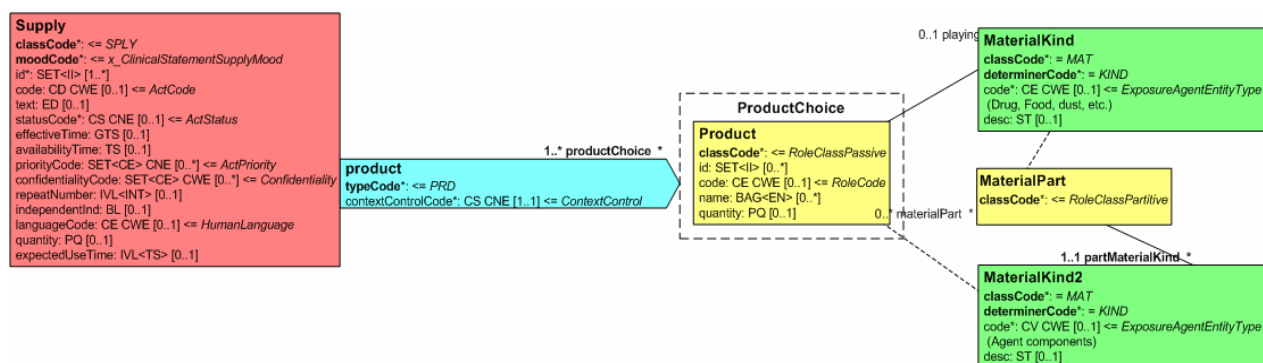 Supply
classCode*: <= SPLY
moodCode*: <= x_ClinicalStatementSupplyMood
id*: SET<II> [1..*]
code: CD CWE [0..1] <= ActCode
text: ED [0..1]
statusCode*: CS CNE [0..1] <= ActStatus
effectiveTime: GTS [0..1]
availabilityTime: TS [0..1]
priorityCode: SET<CE> CNE [0..*] <= ActPriority
confidentialityCode: SET<CE> CWE [0..*] <= Confidentiality
repeatNumber: IVL<INT> [0..1]
independentInd: BL [0..1]
languageCode: CE CWE [0..1] <= HumanLanguage
quantity: PQ [0..1]
expectedUseTime: IVL<TS> [0..1]
1..* productChoice *
product
typeCode*: <= PRD
contextControlCode*: CS CNE [1..1] <= ContextControl
ProductChoice
Product
classCode*: <= RoleClassPassive
id: SET<II> [0..*]
code: CE CWE [0..1] <= RoleCode
name: BAG<EN> [0..*]
quantity: PQ [0..1]
0..* materialPart *
0..1 playing
MaterialKind
classCode*: = MAT
determinerCode*: = KIND
code*: CE CWE [0..1] <= ExposureAgentEntityType
(Drug, Food, dust, etc.)
desc: ST [0..1]
MaterialPart
classCode*: <= RoleClassPartitive
1..1 partMaterialKind *
MaterialKind2
classCode*: = MAT
determinerCode*: = KIND
code*: CV CWE [0..1] <= ExposureAgentEntityType
(Agent components)
desc: ST [0..1]